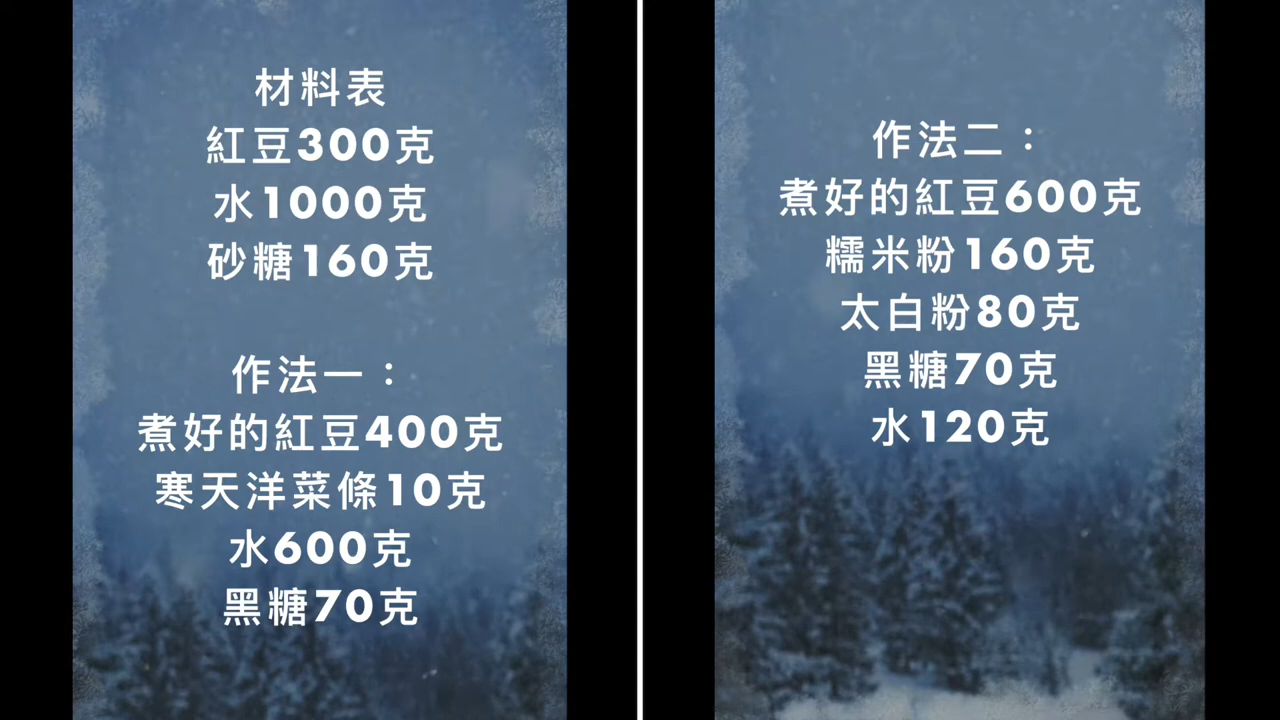 材料表
紅豆300克
水1000克
砂糖160克
作法一：
煮好的紅豆400克
寒天洋菜條10克
水600克
黑糖70克
作法二：
煮好的紅豆600克
糯米粉160克
太白粉80克
黑糖70克
水120克